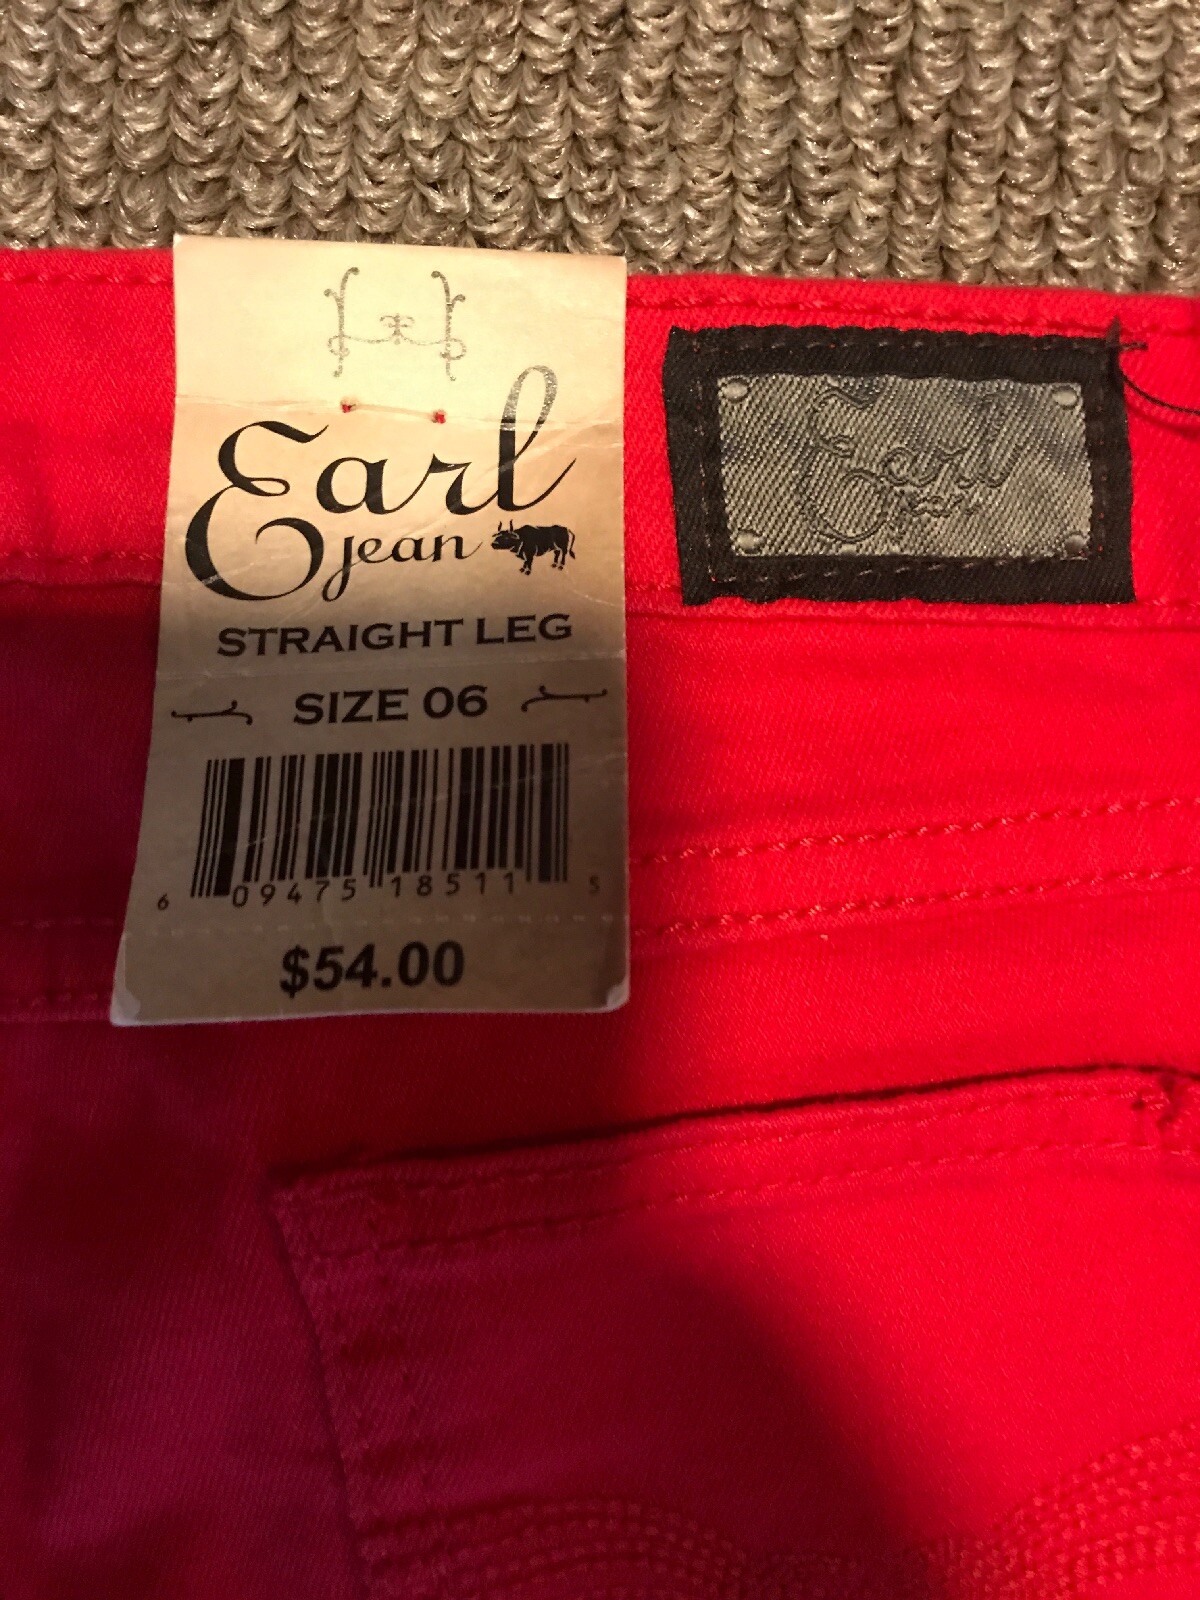 Earl
jean
STRAIGHT LEG
SIZE 06
6 09475 18511 5
$54.00
Earl
jean